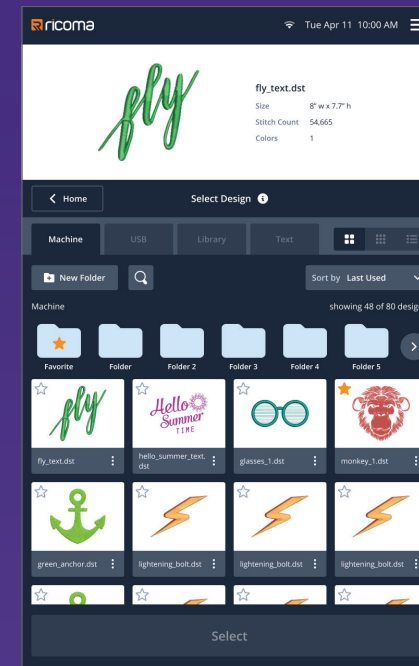 ricoma
Tue Apr 11 10:00 AM
fly
fly_text.dst
Size 8" w x 7.7" h
Stitch Count 54,665
Colors 1
Home
Select Design
Machine USB Library Text
New Folder
Sort by Last Used
Machine
showing 48 of 80 design
Favorite Folder Folder 2 Folder 3 Folder 4 Folder 5
fly
Hello
Summer
TIME
fly_text.dst
hello_summer_text.
dst
glasses_1.dst
monkey_1.dst
green_anchor.dst
lightening_bolt.dst
lightening_bolt.dst
lightening_bolt.dst
Select